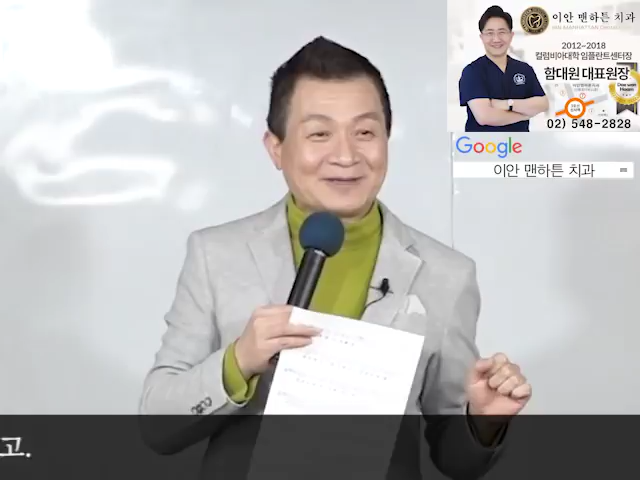 이안 맨하튼 치과
IAN MANHATTAN
2012~2018
컬럼비아대학 임플란트센터장
함대원 대표원장
02) 548-2828
Google
이안 맨하튼 치과
고.